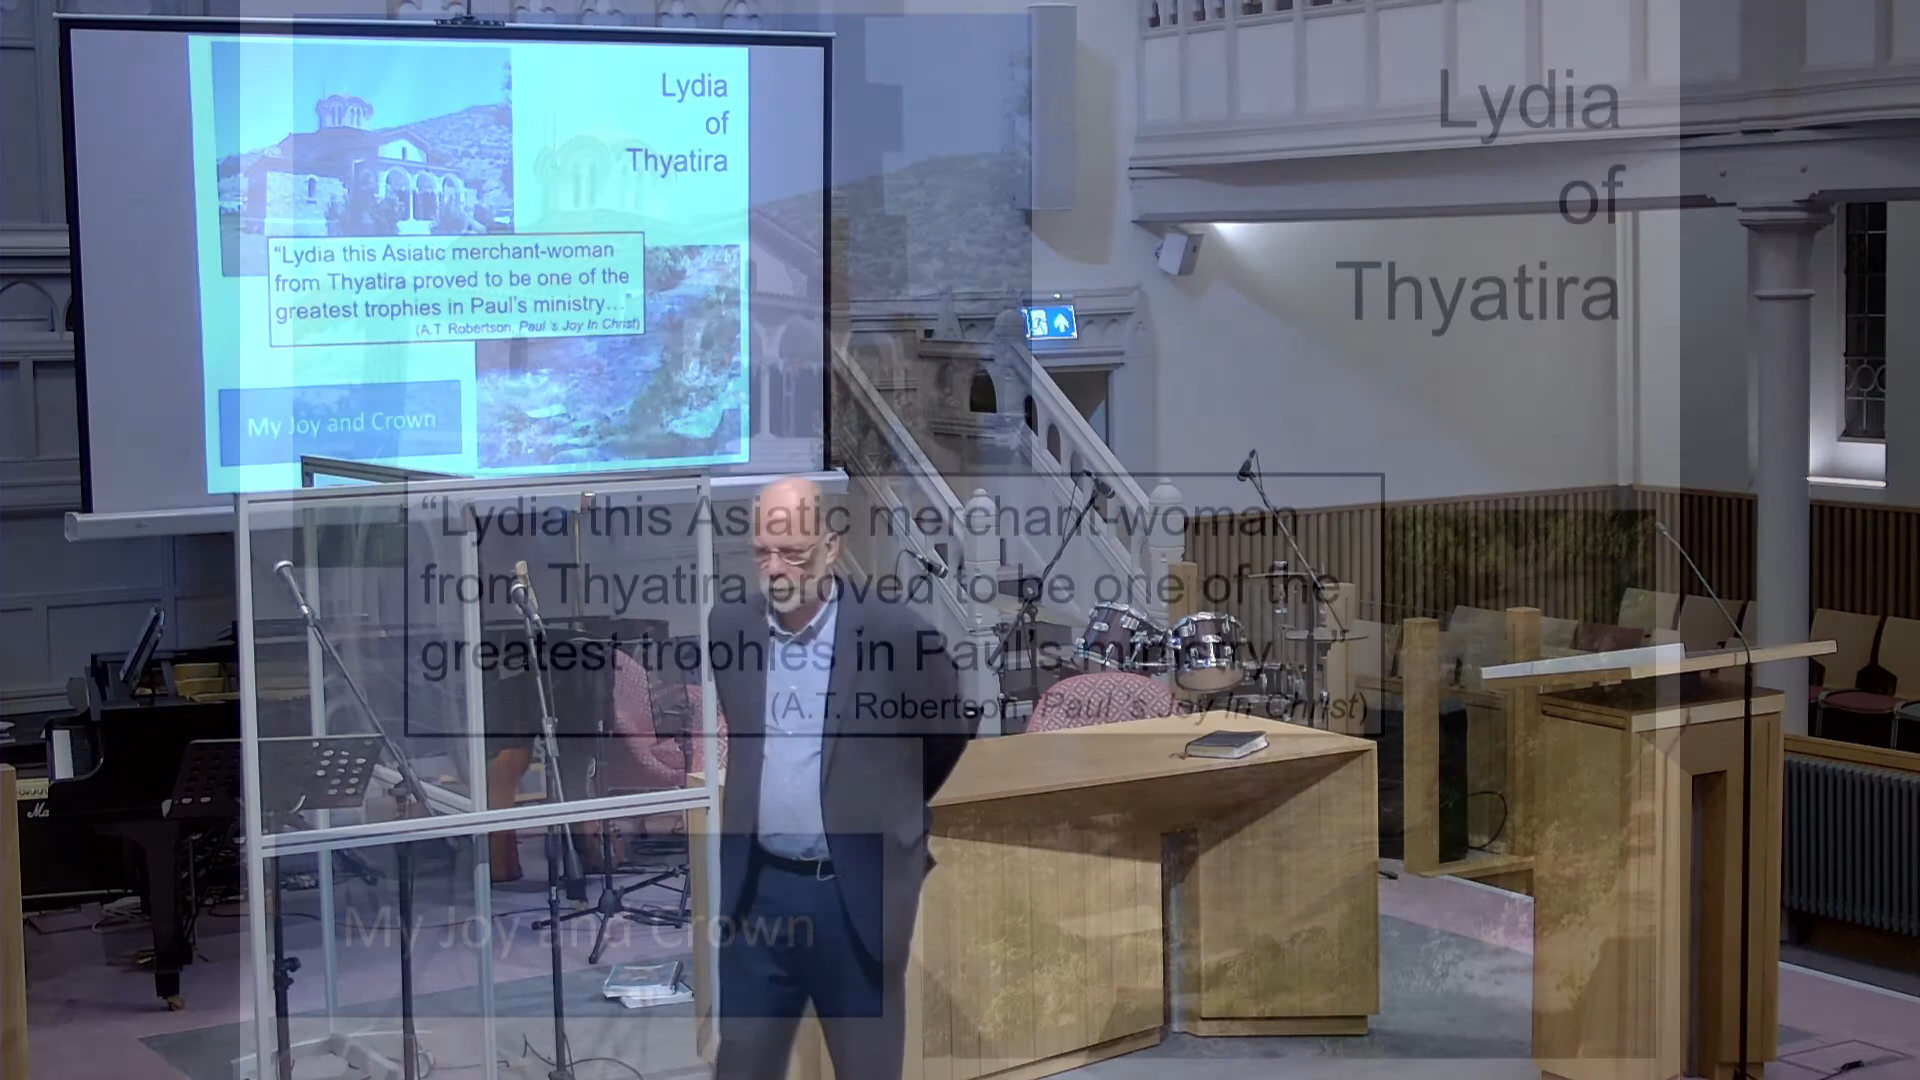 Lydia
of
Thyatira
“Lydia this Asiatic merchant-woman
from Thyatira proved to be one of the
greatest trophies in Paul’s ministry…”
(A.T. Robertson, Paul ’s Joy In Christ)
My Joy and Crown
Lydia
of
Thyatira
“Lydia this Asiatic merchant-woman
from Thyatira proved to be one of the
greatest trophies in Paul’s ministry…”
(A.T. Robertson, Paul ’s Joy In Christ)
My Joy and Crown